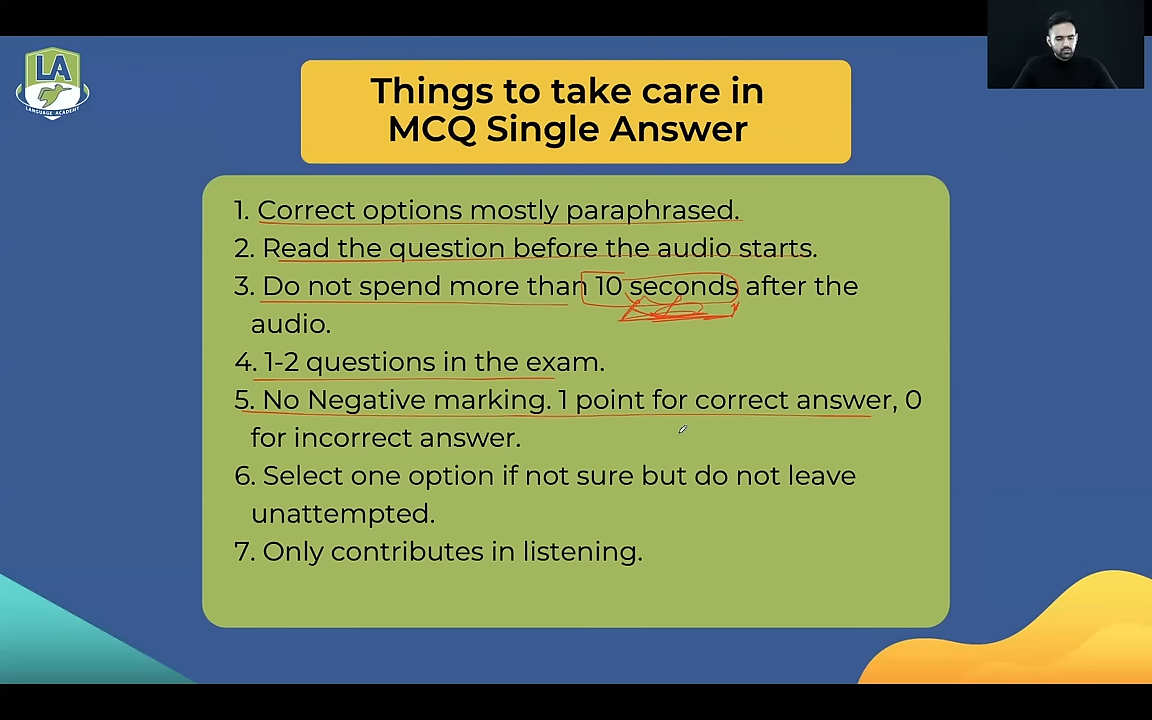 LA
LANGUAGE ACADEMY
Things to take care in
MCQ Single Answer
1. Correct options mostly paraphrased.
2. Read the question before the audio starts.
3. Do not spend more than 10 seconds after the
audio.
4. 1-2 questions in the exam.
5. No Negative marking. 1 point for correct answer, 0
for incorrect answer.
6. Select one option if not sure but do not leave
unattempted.
7. Only contributes in listening.